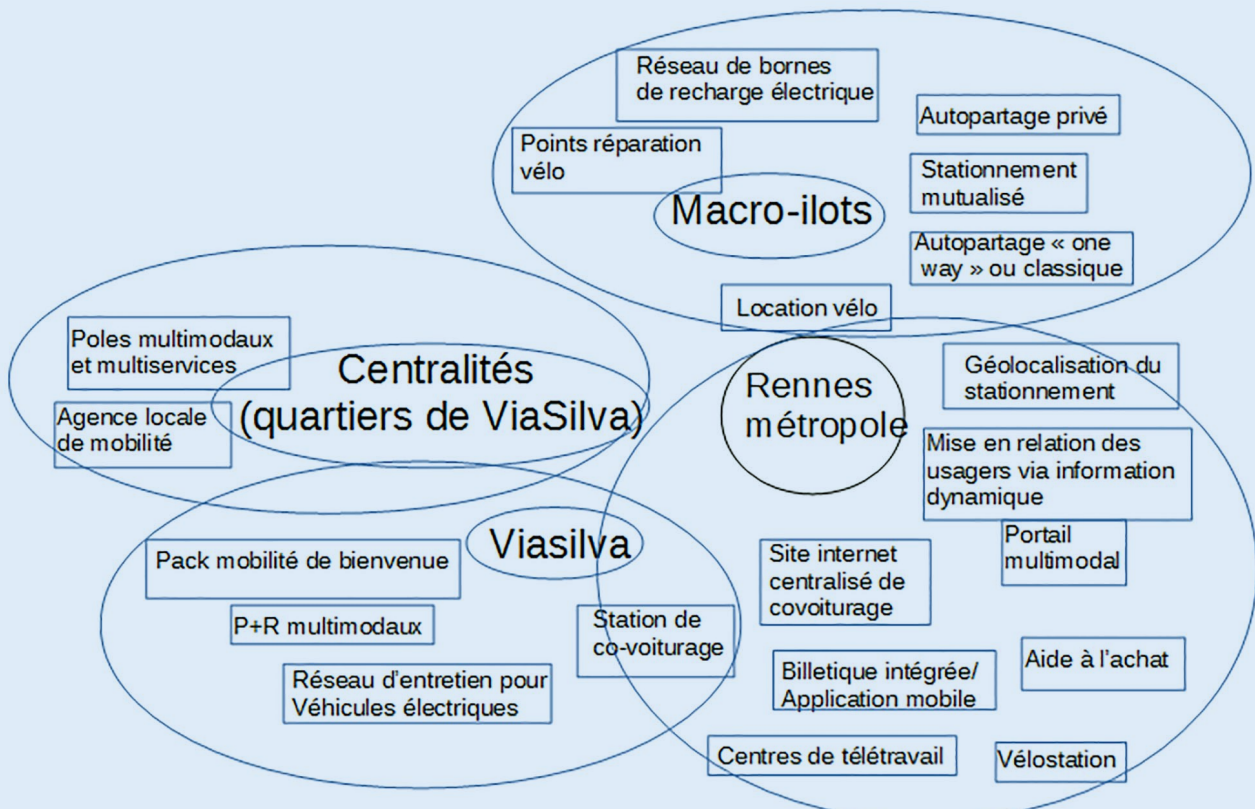 Réseau de bornes
de recharge électrique
Autopartage privé
Points réparation
vélo
Stationnement
mutualisé
Macro-ilots
Autopartage « one
way » ou classique
Location vélo
Poles multimodaux
et multiservices
Centralités
(quartiers de ViaSilva)
Agence locale
de mobilité
Rennes
métropole
Géolocalisation du
stationnement
Mise en relation des
usagers via information
dynamique
Portail
multimodal
Viasilva
Pack mobilité de bienvenue
Site internet
centralisé de
covoiturage
P+R multimodaux
Station de
co-voiturage
Réseau d'entretien pour
Véhicules électriques
Billetique intégrée/
Application mobile
Aide à l'achat
Centres de télétravail
Vélostation